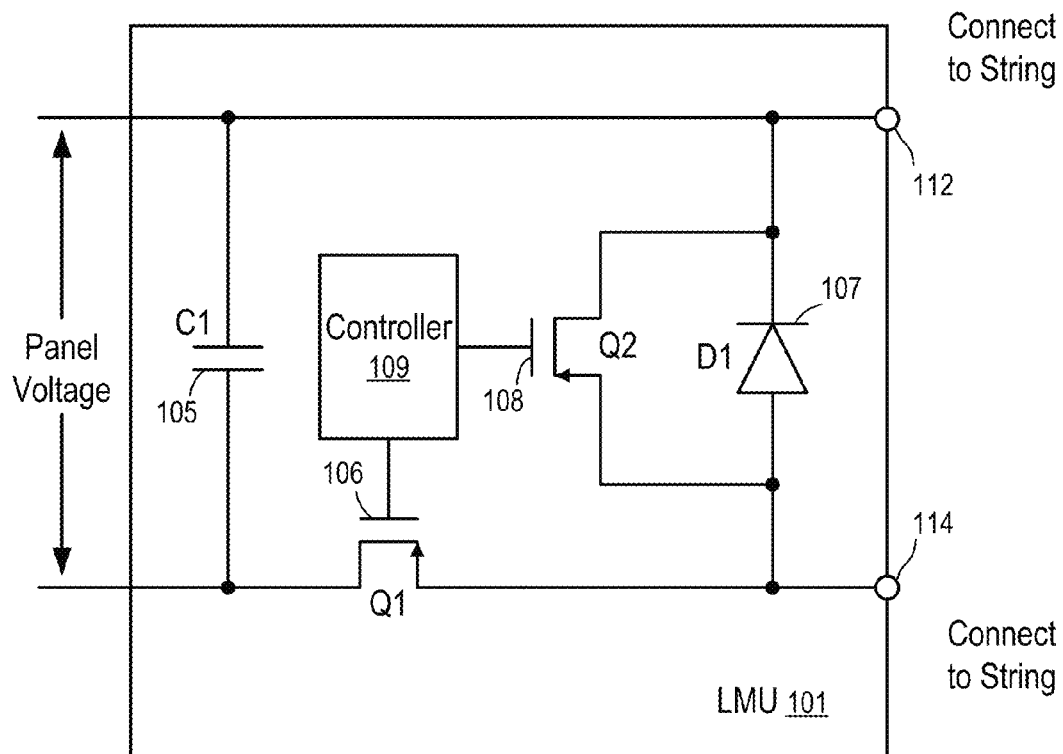 Connect
to String
112
Panel
Voltage
C1
105
Controller
109
108
Q2
D1
107
106
Q1
114
Connect
to String
LMU 101